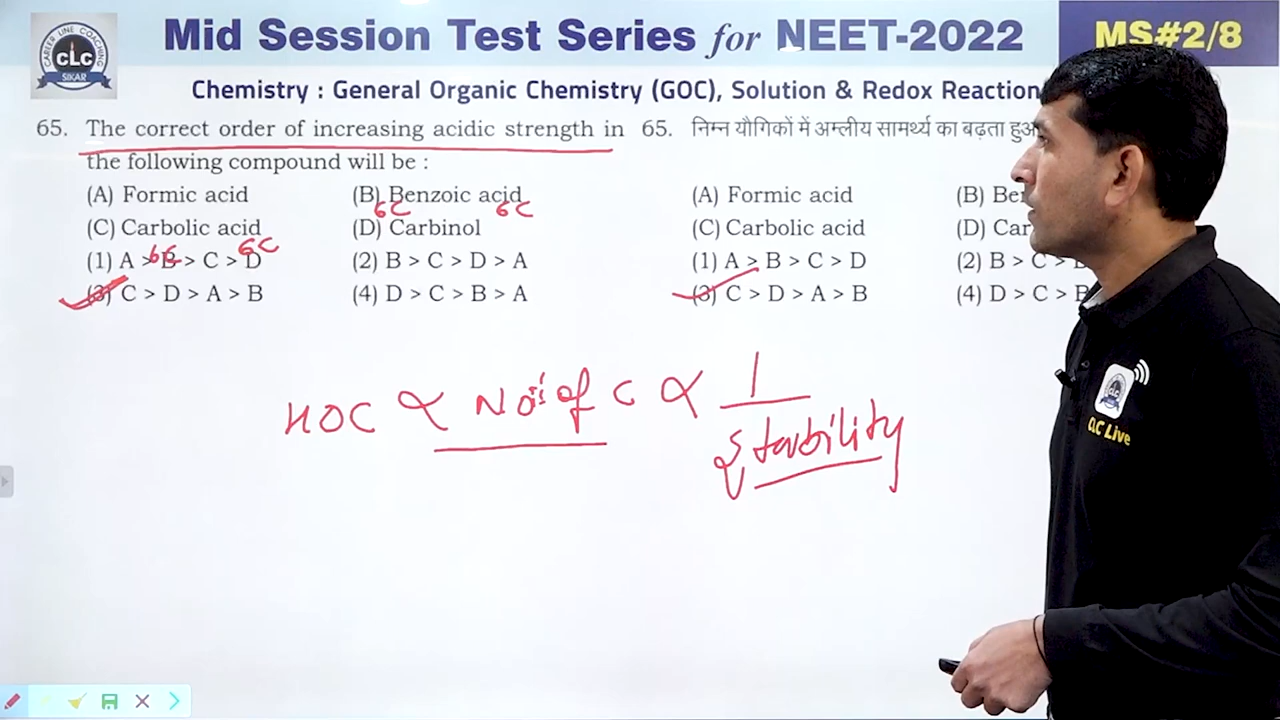 Mid Session Test Series for NEET-2022
MS#2/8
CAREER LINE COACHING
CLC
SIKAR
Chemistry : General Organic Chemistry (GOC), Solution & Redox Reaction
65. The correct order of increasing acidic strength in
the following compound will be :
(A) Formic acid (B) Benzoic acid
6C 6C
(C) Carbolic acid (D) Carbinol
6C 6C
(1) A > B > C > D (2) B > C > D > A
(3) C > D > A > B (4) D > C > B > A
65. निम्न यौगिकों में अम्लीय सामर्थ्य का बढ़ता हुआ
(A) Formic acid (B)
(C) Carbolic acid (D)
(1) A > B > C > D (2) B > C >
(3) C > D > A > B (4) D > C > B
HOC ∝ No. of C ∝ 1
Stability
CLC Live